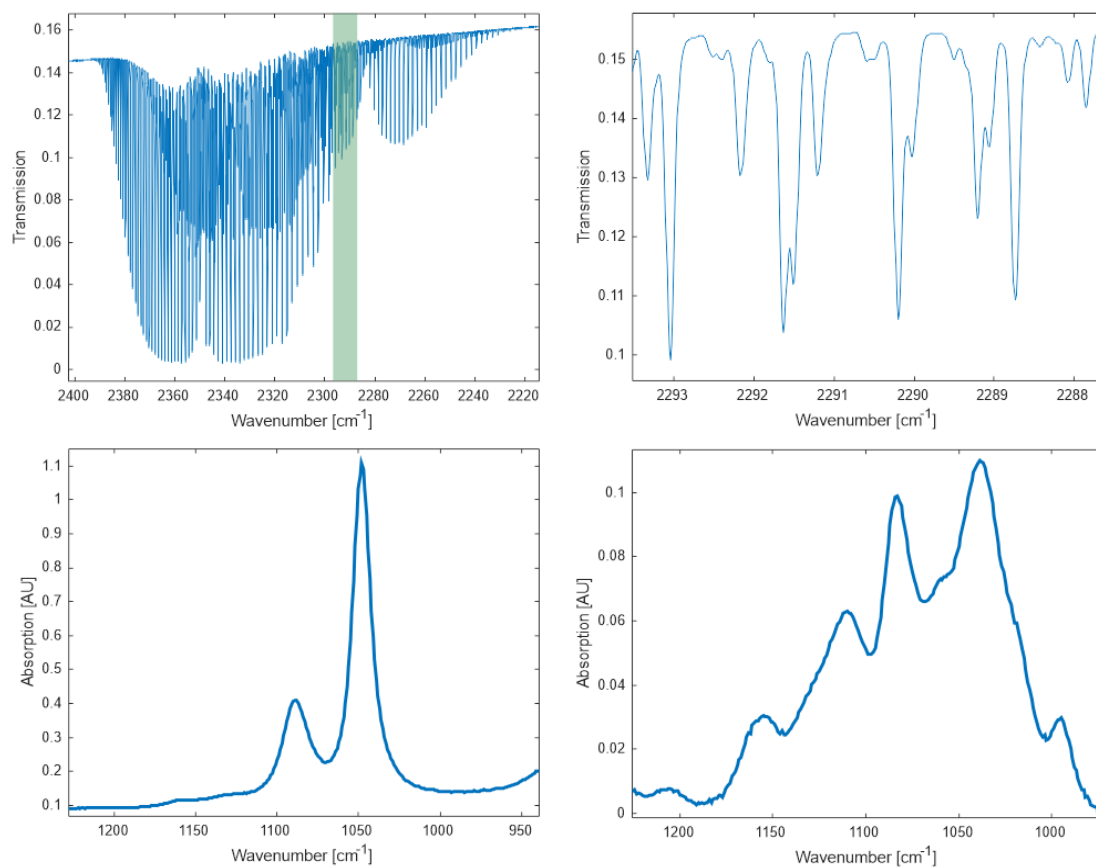 0.16
0.14
0.12
0.1
0.08
0.06
0.04
0.02
0
Transmission
2400 2380 2360 2340 2320 2300 2280 2260 2240 2220
Wavenumber [cm-1]
0.15
0.14
0.13
0.12
0.11
0.1
Transmission
2293 2292 2291 2290 2289 2288
Wavenumber [cm-1]
1.1
1
0.9
0.8
0.7
0.6
0.5
0.4
0.3
0.2
0.1
Absorption [AU]
1200 1150 1100 1050 1000 950
Wavenumber [cm-1]
0.1
0.08
0.06
0.04
0.02
0
Absorption [AU]
1200 1150 1100 1050 1000
Wavenumber [cm-1]